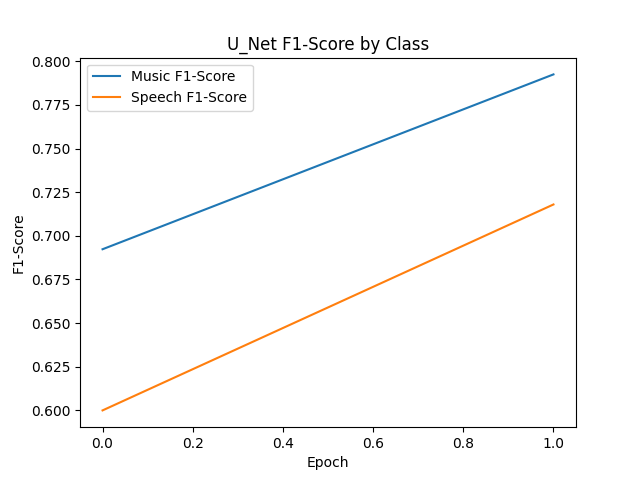 U_Net F1-Score by Class
Music F1-Score
Speech F1-Score
F1-Score
0.800
0.775
0.750
0.725
0.700
0.675
0.650
0.625
0.600
0.0 0.2 0.4 0.6 0.8 1.0
Epoch